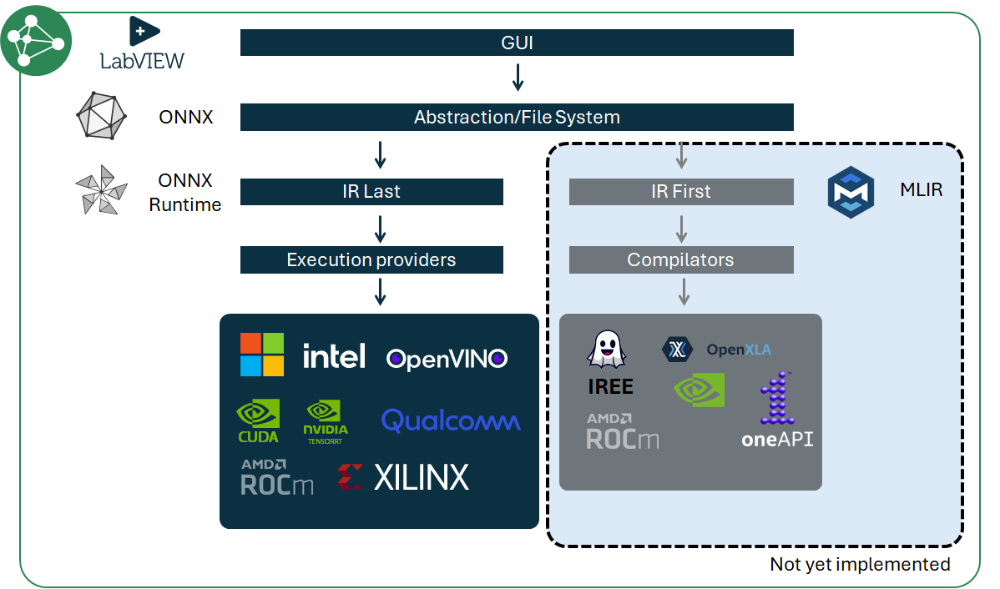 LabVIEW
GUI
ONNX
Abstraction/File System
ONNX
Runtime
IR Last
IR First
MLIR
Execution providers
Compilators
intel
OpenVINO
CUDA
NVIDIA
TENSORRT
Qualcomm
AMD
ROCm
XILINX
IREE
OpenXLA
AMD
ROCm
oneAPI
Not yet implemented